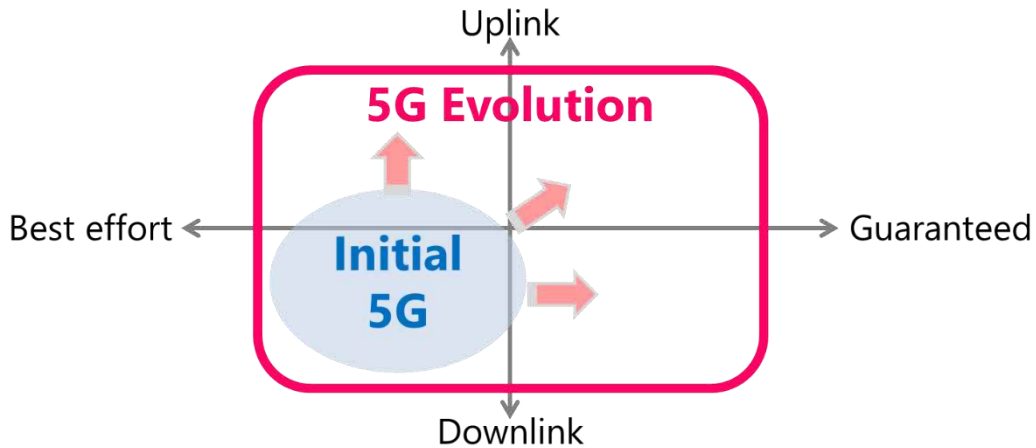 Uplink
5G Evolution
Best effort
Guaranteed
Initial
5G
Downlink